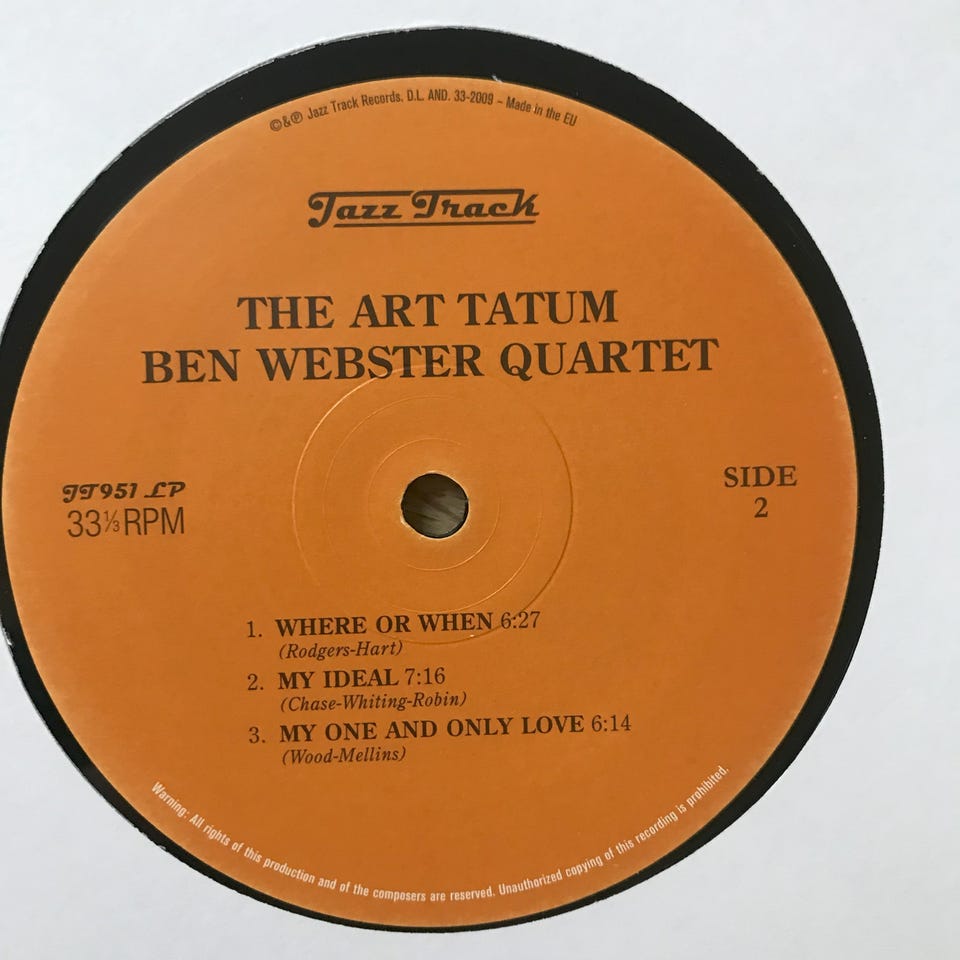 ©&℗ Jazz Track Records. D.L. AND. 33-2009 - Made in the EU
Jazz Track
THE ART TATUM
BEN WEBSTER QUARTET
JT951 LP
33⅓ RPM
SIDE
2
1. WHERE OR WHEN 6:27
(Rodgers-Hart)
2. MY IDEAL 7:16
(Chase-Whiting-Robin)
3. MY ONE AND ONLY LOVE 6:14
(Wood-Mellins)
Warning: All rights of this production and of the composers are reserved. Unauthorized copying of this recording is prohibited.